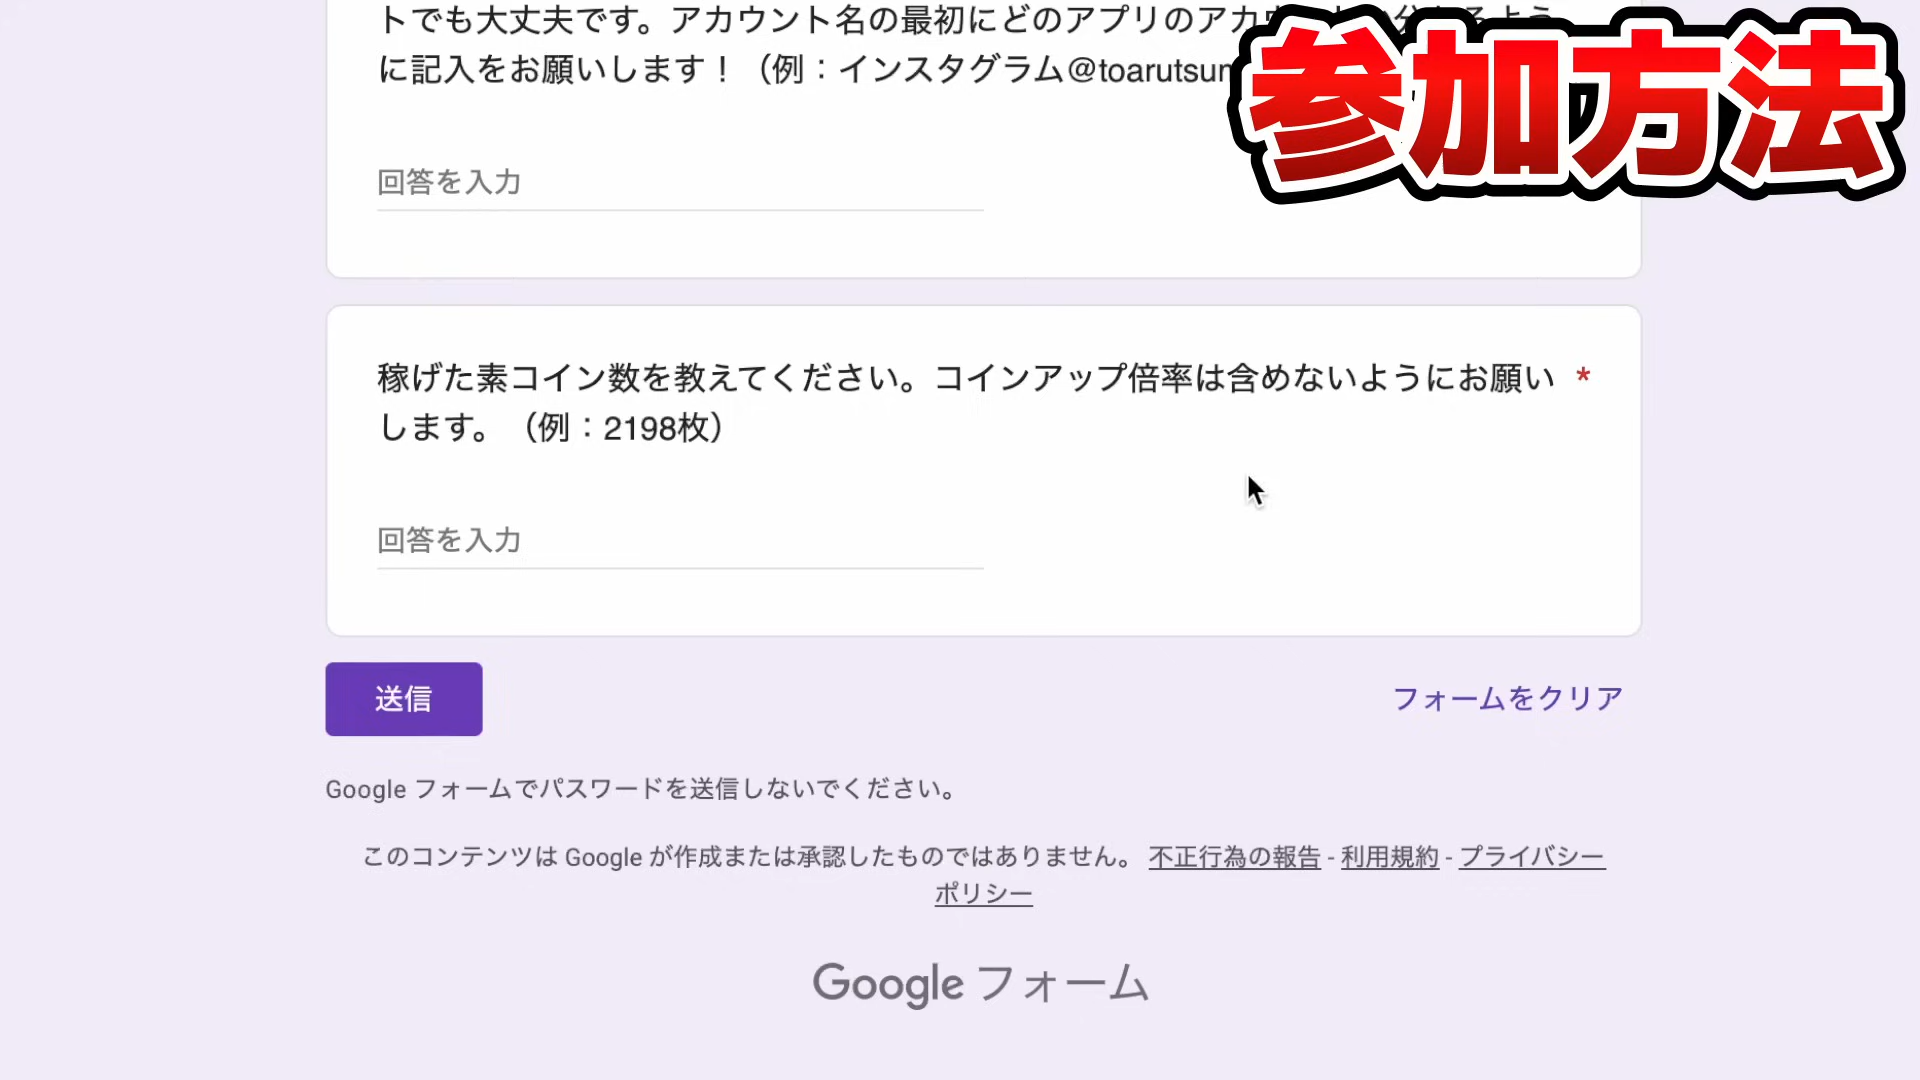 トでも大丈夫です。アカウント名の最初にどのアプリのアカ
に記入をお願いします！（例：インスタグラム@toarutsu
参加方法
回答を入力
稼げた素コイン数を教えてください。コインアップ倍率は含めないようにお願い *
します。（例：2198枚）
回答を入力
送信
フォームをクリア
Google フォームでパスワードを送信しないでください。
このコンテンツは Google が作成または承認したものではありません。 不正行為の報告 - 利用規約 - プライバシー
ポリシー
Google フォーム